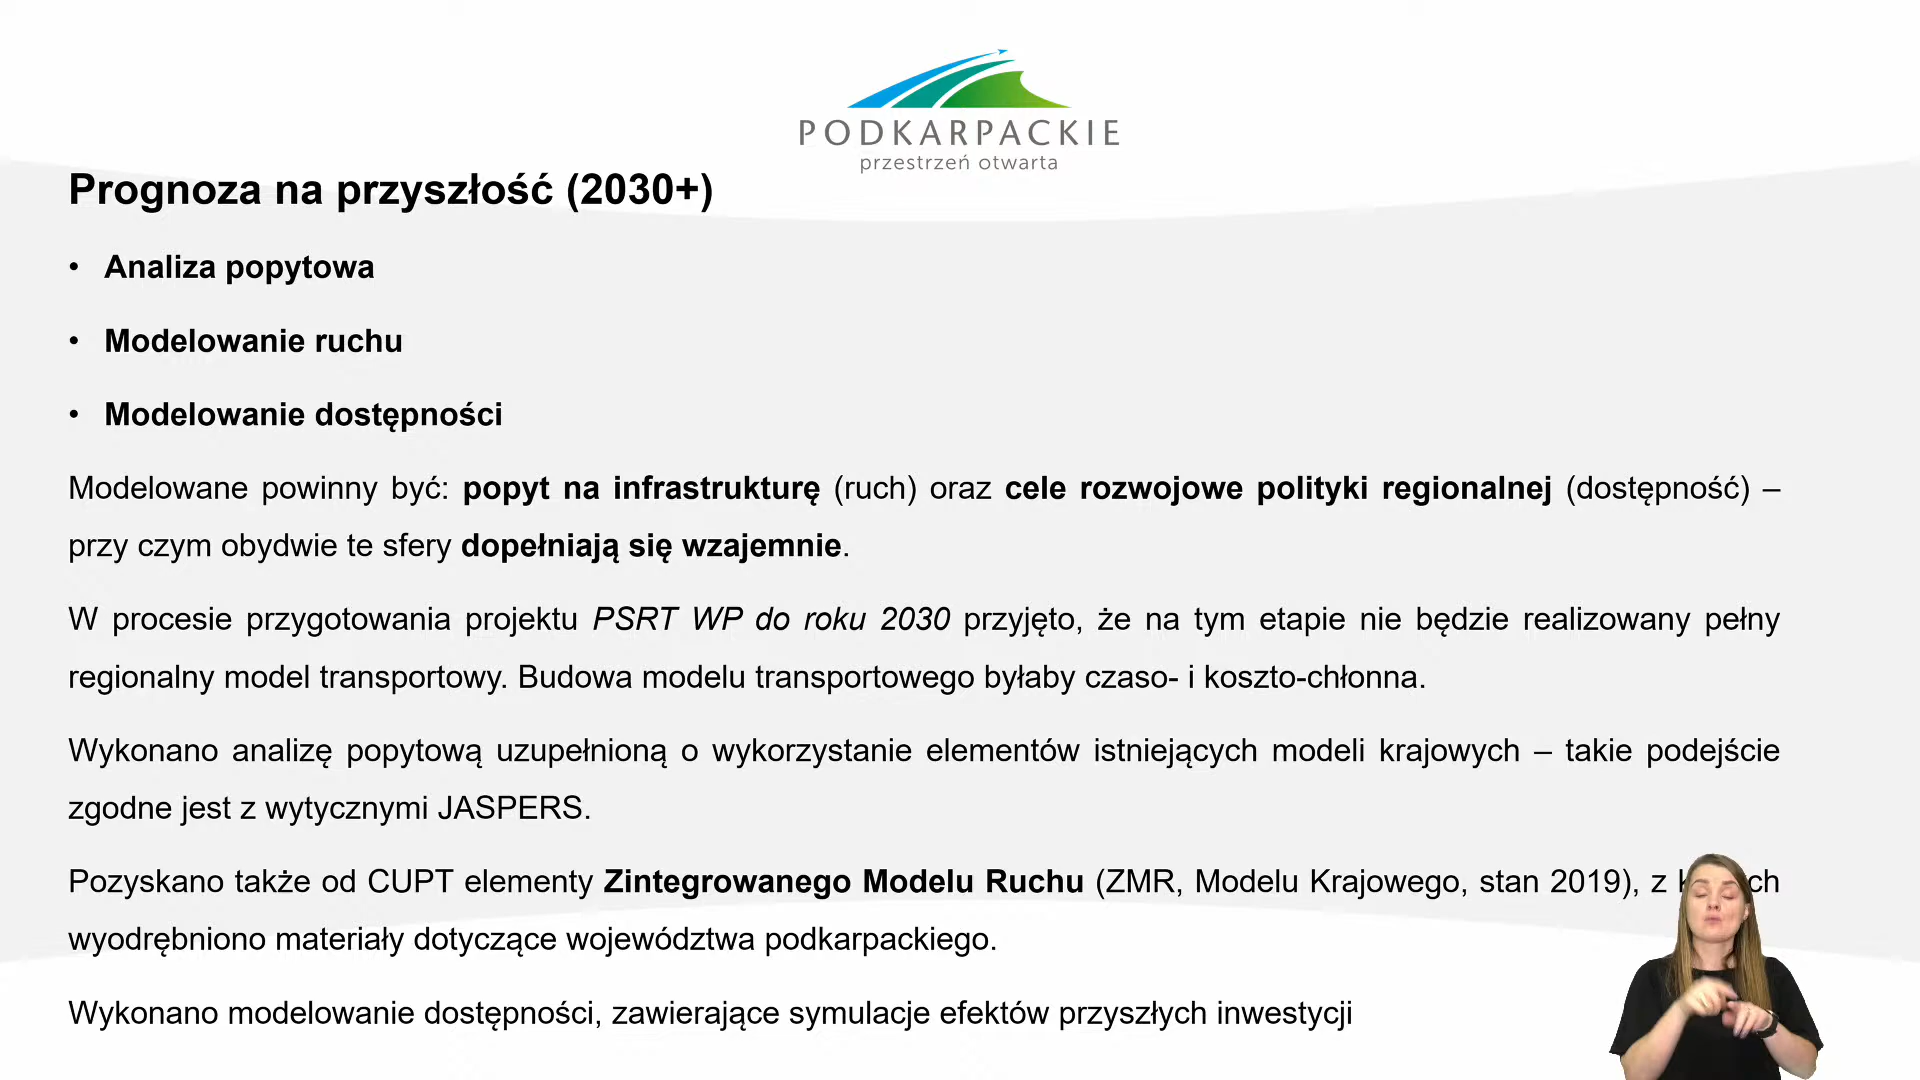 PODKARPACKIE
przestrzeń otwarta
Prognoza na przyszłość (2030+)
• Analiza popytowa
• Modelowanie ruchu
• Modelowanie dostępności
Modelowane powinny być: popyt na infrastrukturę (ruch) oraz cele rozwojowe polityki regionalnej (dostępność) –
przy czym obydwie te sfery dopełniają się wzajemnie.
W procesie przygotowania projektu PSRT WP do roku 2030 przyjęto, że na tym etapie nie będzie realizowany pełny
regionalny model transportowy. Budowa modelu transportowego byłaby czaso- i koszto-chłonna.
Wykonano analizę popytową uzupełnioną o wykorzystanie elementów istniejących modeli krajowych – takie podejście
zgodne jest z wytycznymi JASPERS.
Pozyskano także od CUPT elementy Zintegrowanego Modelu Ruchu (ZMR, Modelu Krajowego, stan 2019), z
wyodrębniono materiały dotyczące województwa podkarpackiego.
Wykonano modelowanie dostępności, zawierające symulacje efektów przyszłych inwestycji